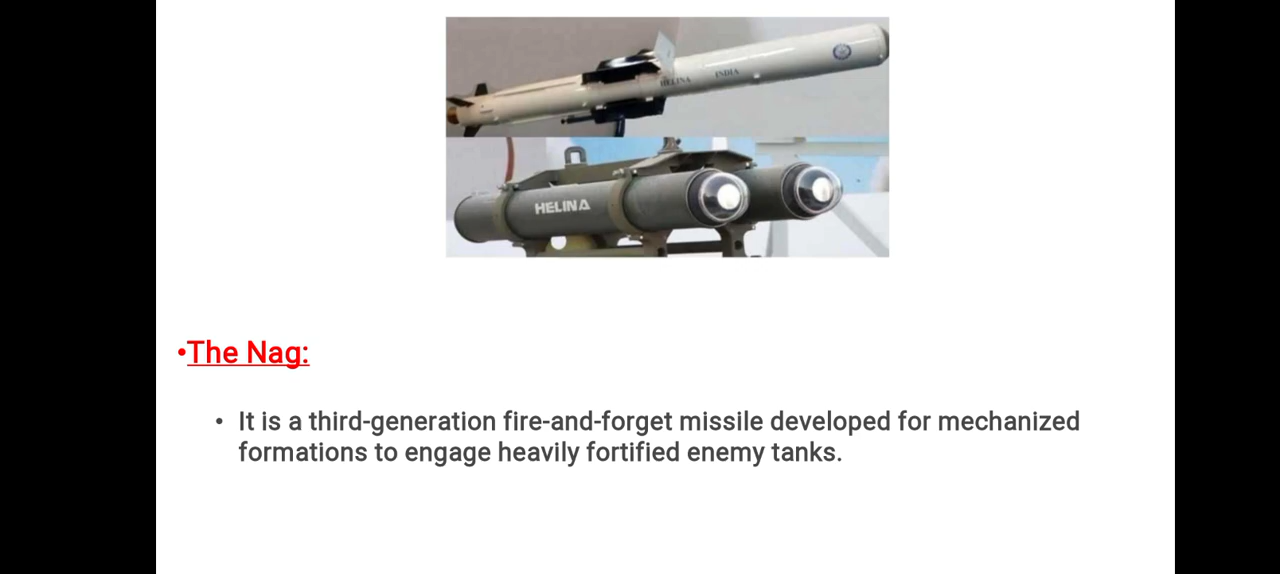 HELINA INDIA
HELINA
•The Nag:
• It is a third-generation fire-and-forget missile developed for mechanized
formations to engage heavily fortified enemy tanks.